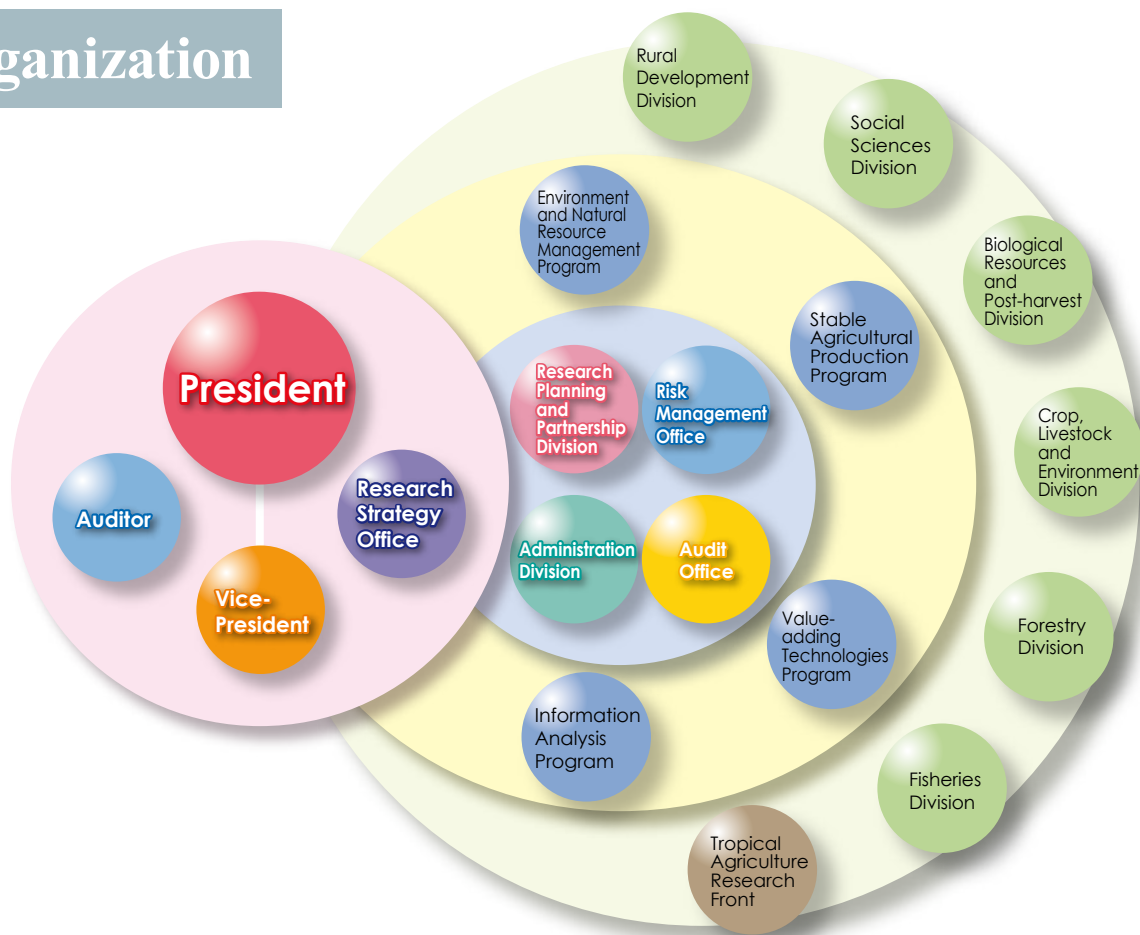 ganization
Rural
Development
Division
Social
Sciences
Division
Environment
and Natural
Resource
Management
Program
Biological
Resources
and
Post-harvest
Division
Stable
Agricultural
Production
Program
President
Research
Planning
and
Partnership
Division
Risk
Management
Office
Crop,
Livestock
and
Environment
Division
Auditor
Research
Strategy
Office
Administration
Division
Audit
Office
Vice-
President
Value-
adding
Technologies
Program
Forestry
Division
Information
Analysis
Program
Fisheries
Division
Tropical
Agriculture
Research
Front